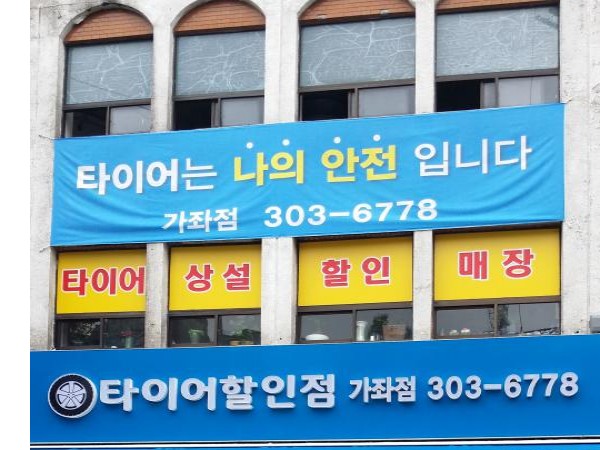 타이어는 나의 안전 입니다
가좌점 303-6778
타이어 상설 할인 매장
타이어할인점 가좌점 303-6778